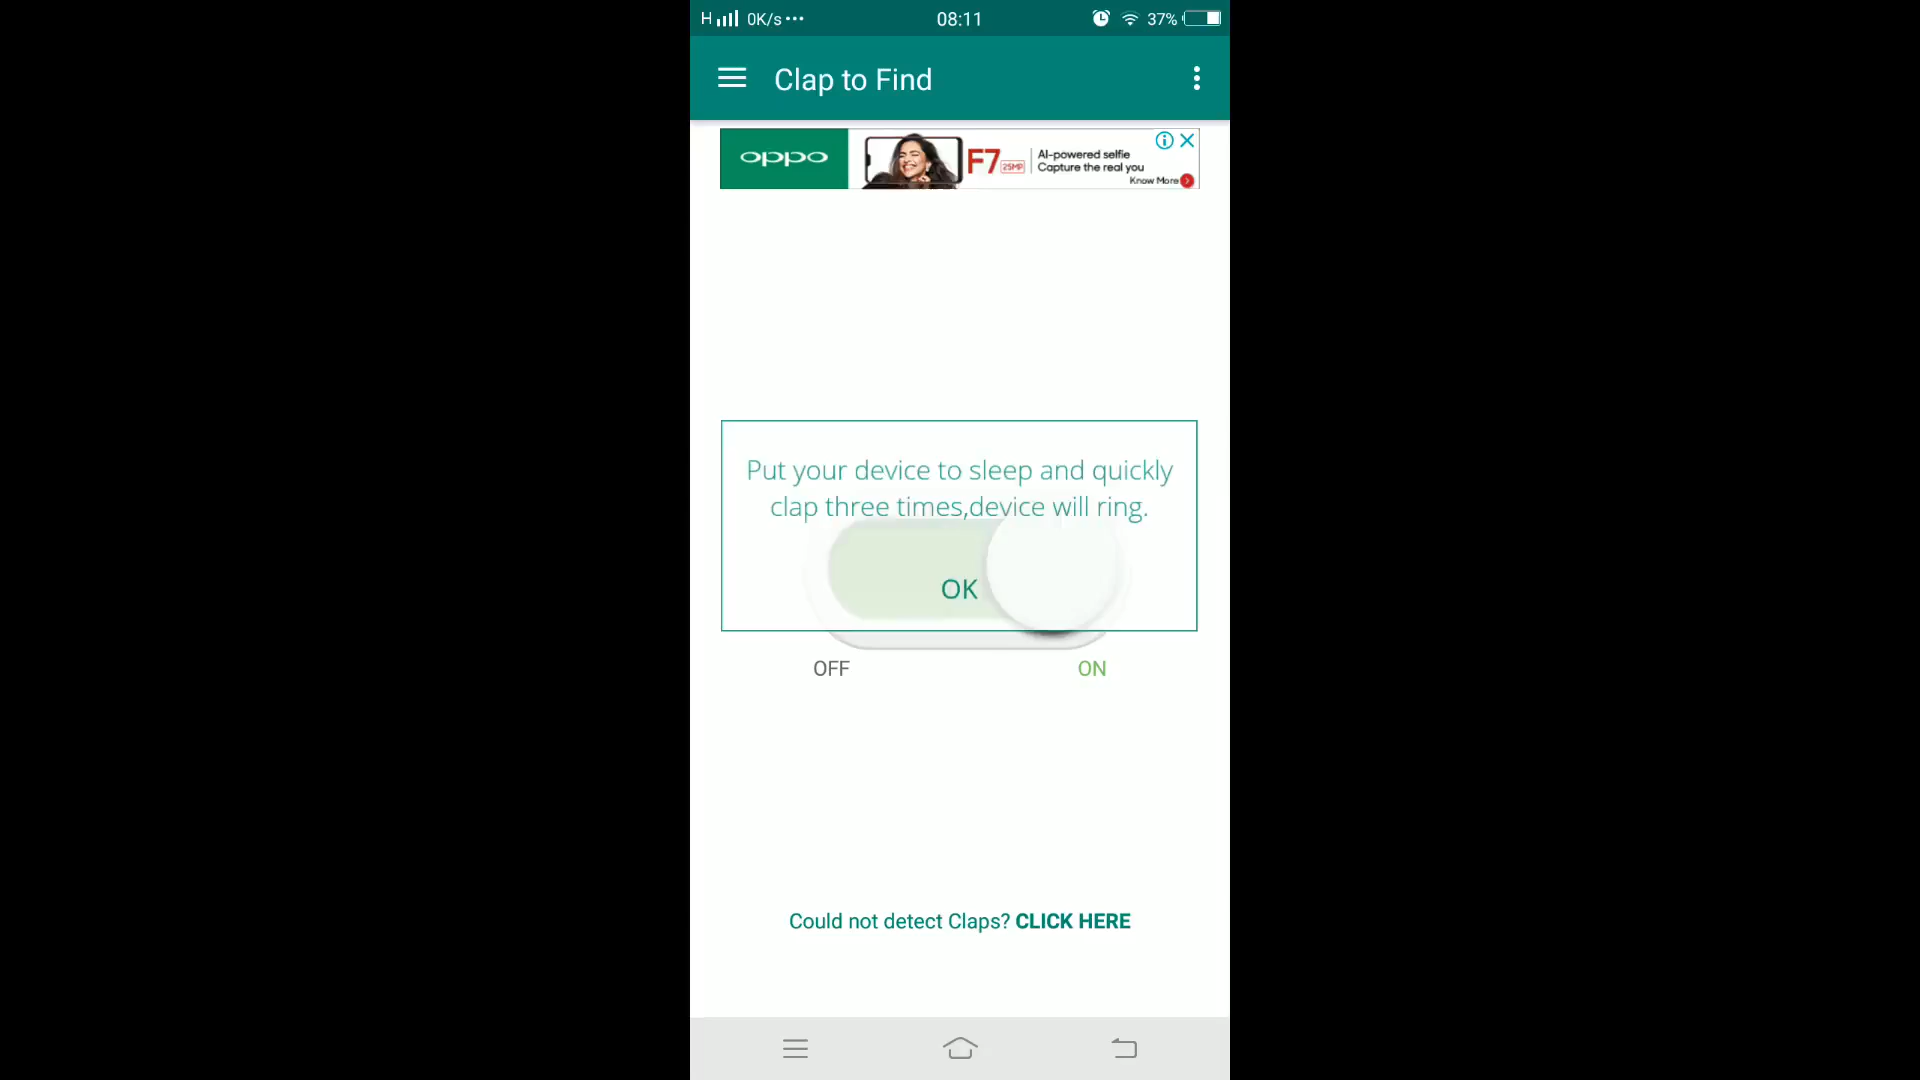 H 0K/s 08:11 37%
Clap to Find
oppo F7 25MP AI-powered selfie
Capture the real you
Know More
Put your device to sleep and quickly
clap three times,device will ring.
OK
OFF ON
Could not detect Claps? CLICK HERE